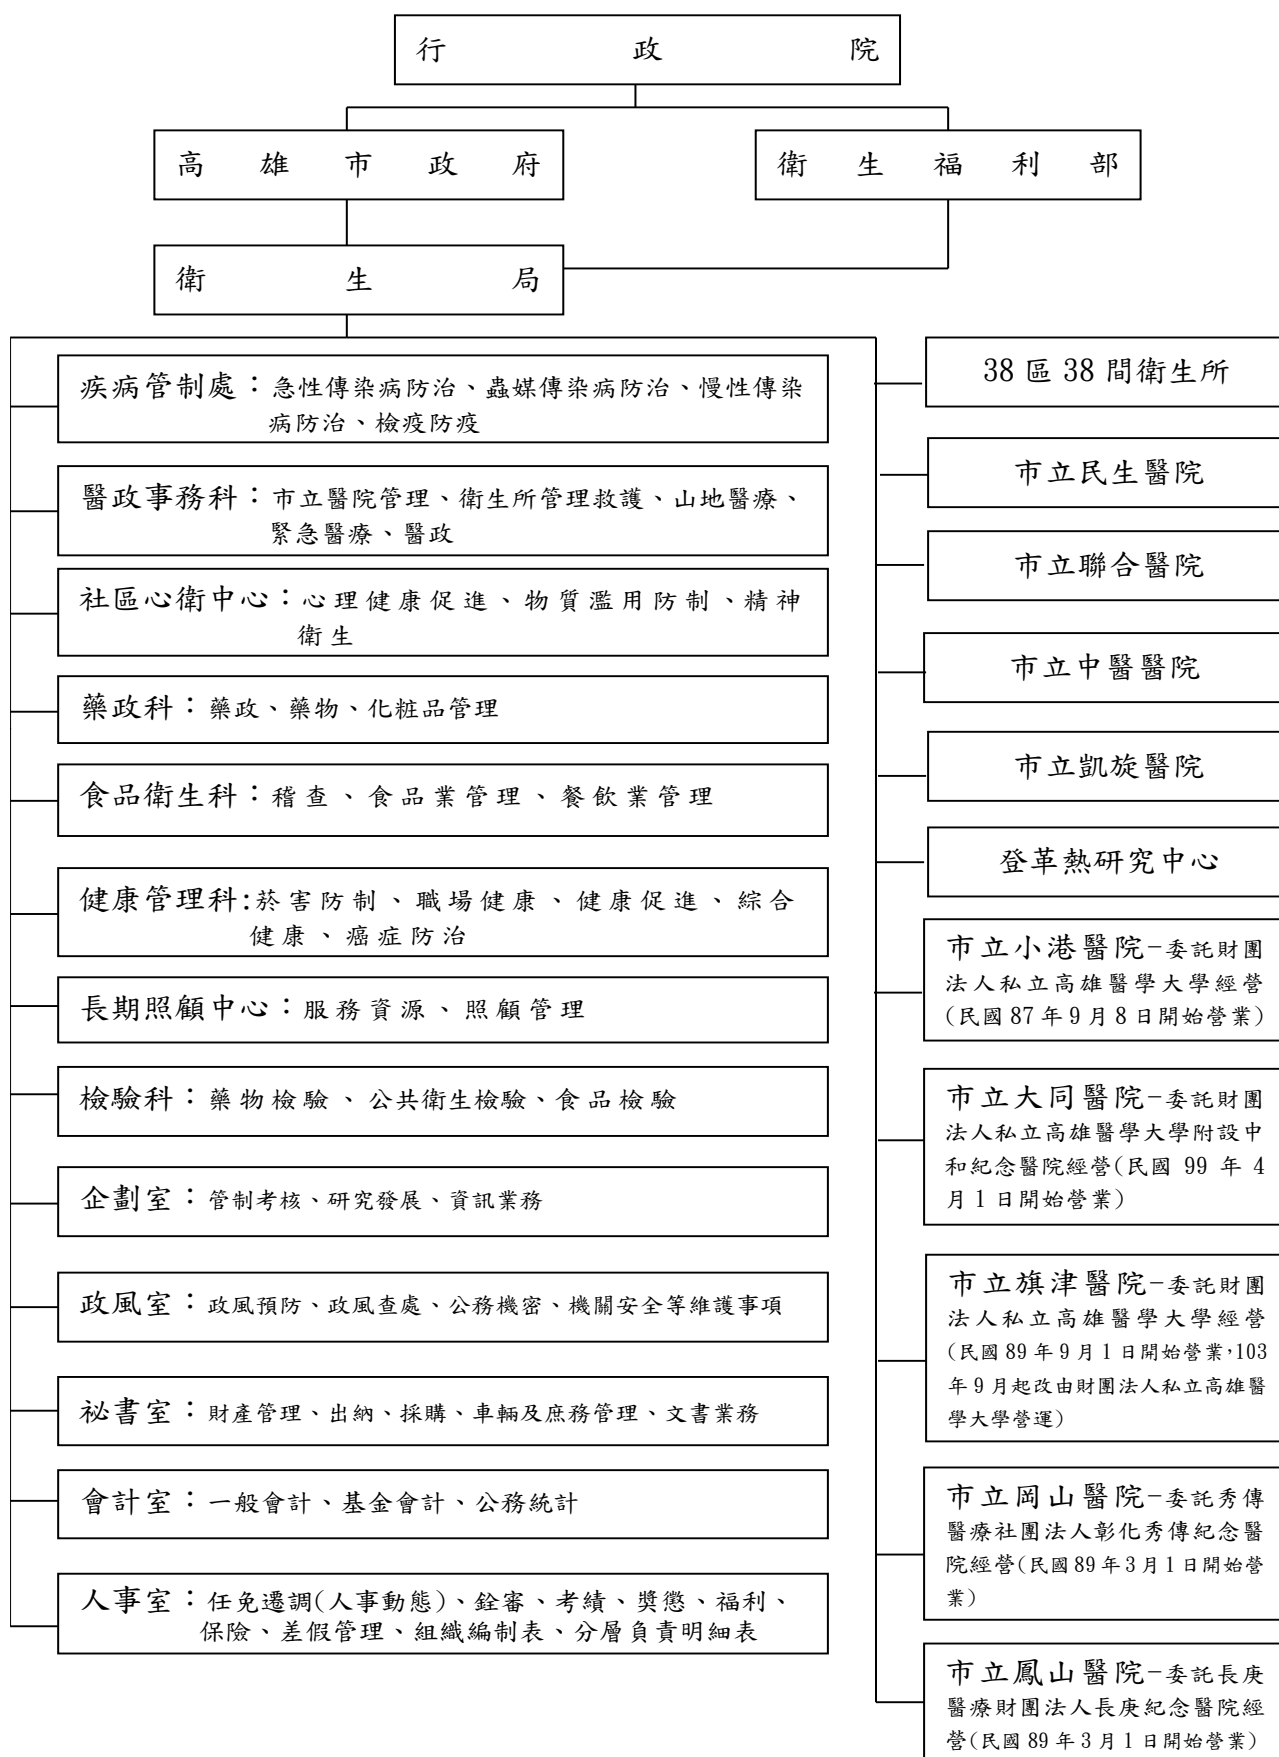 行政院
高雄市政府
衛生福利部
衛生局
疾病管制處：急性傳染病防治、蟲媒傳染病防治、慢性傳染
病防治、檢疫防疫
醫政事務科：市立醫院管理、衛生所管理救護、山地醫療、
緊急醫療、醫政
社區心衛中心：心理健康促進、物質濫用防制、精神
衛生
藥政科：藥政、藥物、化粧品管理
食品衛生科：稽查、食品業管理、餐飲業管理
健康管理科:菸害防制、職場健康、健康促進、綜合
健康、癌症防治
長期照顧中心：服務資源、照顧管理
檢驗科：藥物檢驗、公共衛生檢驗、食品檢驗
企劃室：管制考核、研究發展、資訊業務
政風室：政風預防、政風查處、公務機密、機關安全等維護事項
祕書室：財產管理、出納、採購、車輛及庶務管理、文書業務
會計室：一般會計、基金會計、公務統計
人事室：任免遷調(人事動態)、銓審、考績、獎懲、福利、
保險、差假管理、組織編制表、分層負責明細表
38區38間衛生所
市立民生醫院
市立聯合醫院
市立中醫醫院
市立凱旋醫院
登革熱研究中心
市立小港醫院-委託財團
法人私立高雄醫學大學經營
(民國87年9月8日開始營業)
市立大同醫院-委託財團
法人私立高雄醫學大學附設中
和紀念醫院經營(民國 99 年 4
月1日開始營業)
市立旗津醫院-委託財團
法人私立高雄醫學大學經營
(民國89年9月1日開始營業,103
年9月起改由財團法人私立高雄醫
學大學營運)
市立岡山醫院-委託秀傳
醫療社團法人彰化秀傳紀念醫
院經營(民國89年3月1日開始營
業)
市立鳳山醫院-委託長庚
醫療財團法人長庚紀念醫院經
營(民國89年3月1日開始營業)